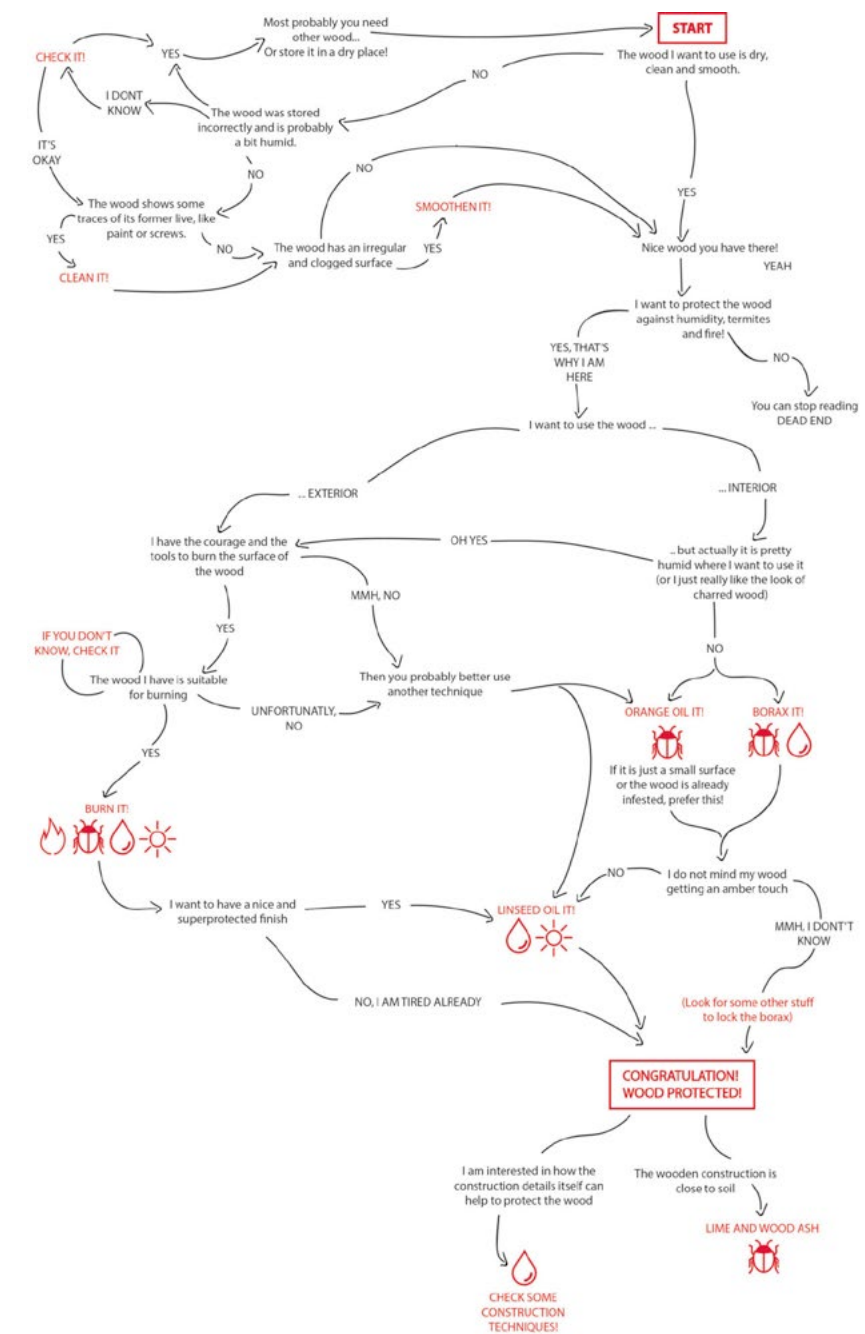 Most probably you need
other wood...
Or store it in a dry place!
START
CHECK IT!
YES
The wood I want to use is dry,
clean and smooth.
NO
I DONT
KNOW
The wood was stored
incorrectly and is probably
a bit humid.
IT'S
OKAY
NO
NO
YES
The wood shows some
traces of its former live, like
paint or screws.
SMOOTHEN IT!
YES
NO
The wood has an irregular
and clogged surface
YES
Nice wood you have there!
YEAH
CLEAN IT!
I want to protect the wood
against humidity, termites
and fire!
YES, THAT'S
WHY I AM
HERE
NO
You can stop reading
DEAD END
I want to use the wood ...
... EXTERIOR
... INTERIOR
I have the courage and the
tools to burn the surface of
the wood
OH YES
...but actually it is pretty
humid where I want to use it
(or I just really like the look of
charred wood)
MMH, NO
YES
NO
IF YOU DON'T
KNOW, CHECK IT
The wood I have is suitable
for burning
Then you probably better use
another technique
UNFORTUNATLY,
NO
ORANGE OIL IT!
BORAX IT!
YES
If it is just a small surface
or the wood is already
infested, prefer this!
BURN IT!
NO
I do not mind my wood
getting an amber touch
I want to have a nice and
superprotected finish
YES
LINSEED OIL IT!
MMH, I DONT'T
KNOW
NO, I AM TIRED ALREADY
(Look for some other stuff
to lock the borax)
CONGRATULATION!
WOOD PROTECTED!
I am interested in how the
construction details itself can
help to protect the wood
The wooden construction is
close to soil
LIME AND WOOD ASH
CHECK SOME
CONSTRUCTION
TECHNIQUES!